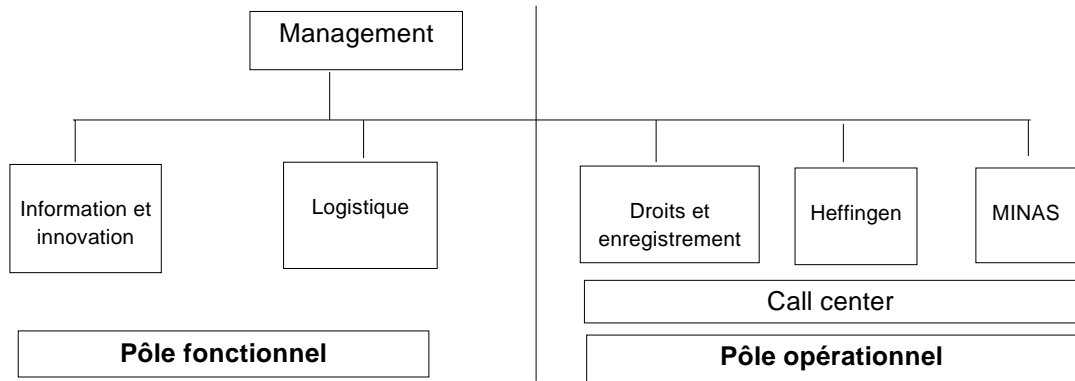 Management
Information et
innovation
Logistique
Droits et
enregistrement
Heffingen
MINAS
Call center
Pôle fonctionnel
Pôle opérationnel